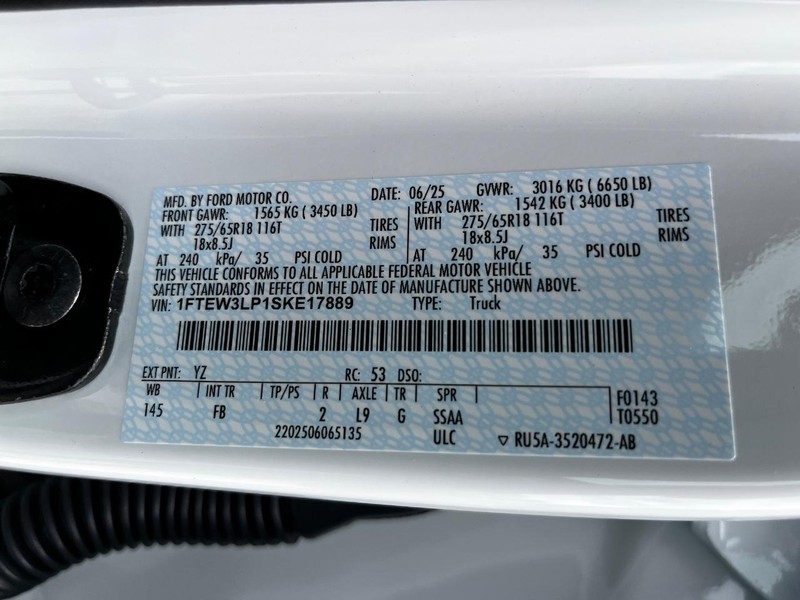 MFD. BY FORD MOTOR CO. DATE: 06/25 GVWR: 3016 KG ( 6650 LB)
FRONT GAWR: 1565 KG ( 3450 LB) REAR GAWR: 1542 KG ( 3400 LB)
WITH 275/65R18 116T TIRES WITH 275/65R18 116T TIRES
18x8.5J RIMS 18x8.5J RIMS
AT 240 kPa/ 35 PSI COLD AT 240 kPa/ 35 PSI COLD
THIS VEHICLE CONFORMS TO ALL APPLICABLE FEDERAL MOTOR VEHICLE
SAFETY STANDARDS IN EFFECT ON THE DATE OF MANUFACTURE SHOWN ABOVE.
VIN: 1FTEW3LP1SKE17889 TYPE: Truck
EXT PNT: YZ RC: 53 DSO:
WB INT TR TP/PS R AXLE TR SPR F0143
145 FB 2 L9 G SSAA T0550
2202506065135 ULC ▽ RU5A-3520472-AB